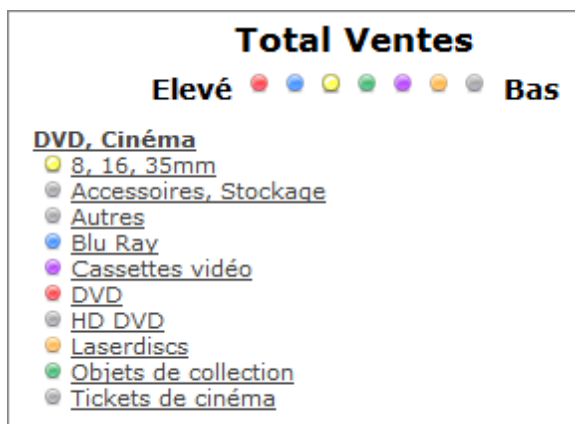 Total Ventes
Elevé Bas
DVD, Cinéma
8, 16, 35mm
Accessoires, Stockage
Autres
Blu Ray
Cassettes vidéo
DVD
HD DVD
Laserdiscs
Objets de collection
Tickets de cinéma